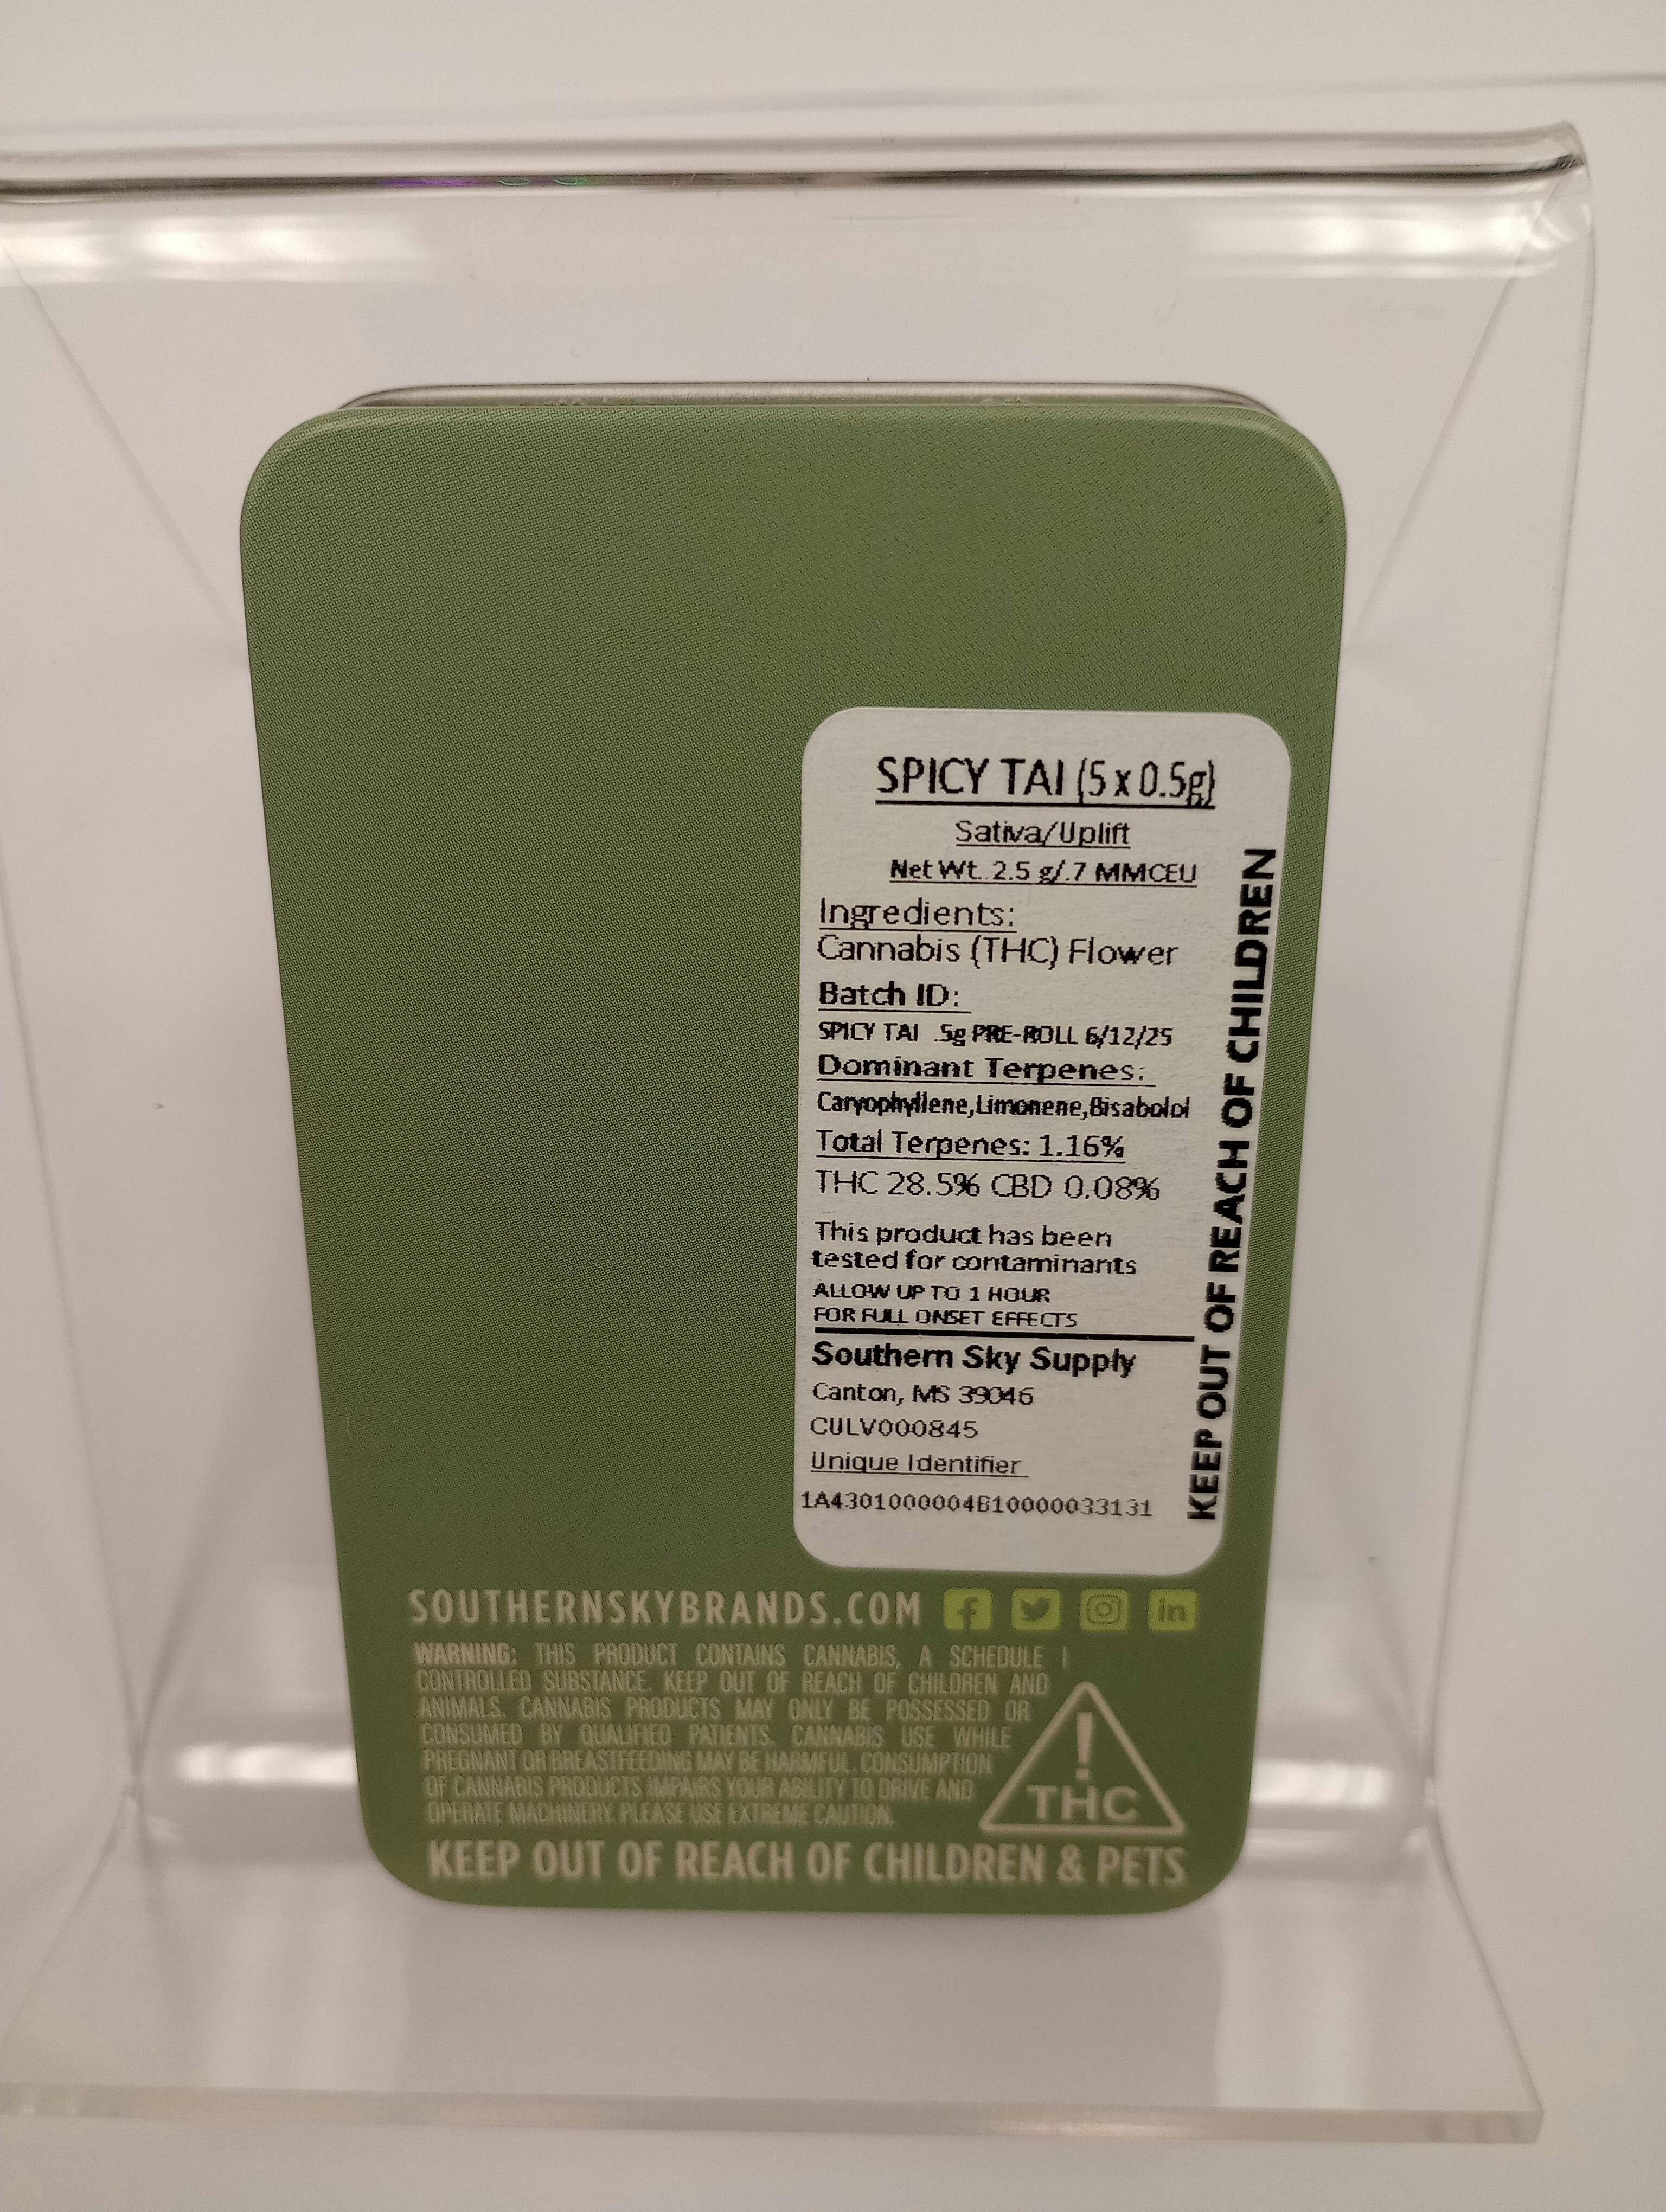 SPICY TAI (5 x 0.5g)
Sativa/Uplift
Net Wt. 2.5 g/.7 MMCEU
Ingredients:
Cannabis (THC) Flower
Batch ID:
SPICY TAI .5g PRE-ROLL 6/12/25
Dominant Terpenes:
Caryophyllene,Limonene,Bisabolol
Total Terpenes: 1.16%
THC 28.5% CBD 0.08%
This product has been
tested for contaminants
ALLOW UP TO 1 HOUR
FOR FULL ONSET EFFECTS
Southern Sky Supply
Canton, MS 39046
CULV000845
Unique Identifier
1A4301000004B10000033131
KEEP OUT OF REACH OF CHILDREN
SOUTHERNSKYBRANDS.COM
WARNING: THIS PRODUCT CONTAINS CANNABIS, A SCHEDULE I
CONTROLLED SUBSTANCE. KEEP OUT OF REACH OF CHILDREN AND
ANIMALS. CANNABIS PRODUCTS MAY ONLY BE POSSESSED OR
CONSUMED BY QUALIFIED PATIENTS. CANNABIS USE WHILE
PREGNANT OR BREASTFEEDING MAY BE HARMFUL. CONSUMPTION
OF CANNABIS PRODUCTS IMPAIRS YOUR ABILITY TO DRIVE AND
OPERATE MACHINERY. PLEASE USE EXTREME CAUTION.
!
THC
KEEP OUT OF REACH OF CHILDREN & PETS